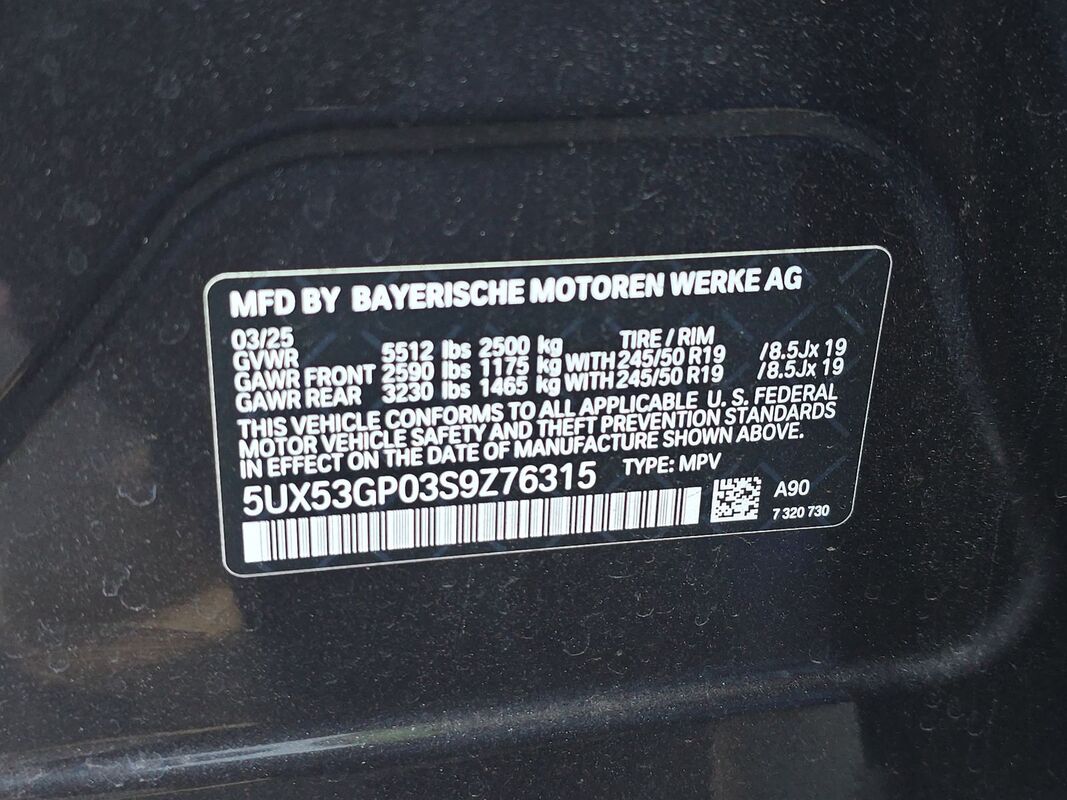 MFD BY BAYERISCHE MOTOREN WERKE AG
03/25 TIRE / RIM
GVWR 5512 lbs 2500 kg
GAWR FRONT 2590 lbs 1175 kg WITH 245/50 R19 /8.5Jx 19
GAWR REAR 3230 lbs 1465 kg WITH 245/50 R19 /8.5Jx 19
THIS VEHICLE CONFORMS TO ALL APPLICABLE U. S. FEDERAL
MOTOR VEHICLE SAFETY AND THEFT PREVENTION STANDARDS
IN EFFECT ON THE DATE OF MANUFACTURE SHOWN ABOVE.
5UX53GP03S9Z76315 TYPE: MPV
A90
7 320 730